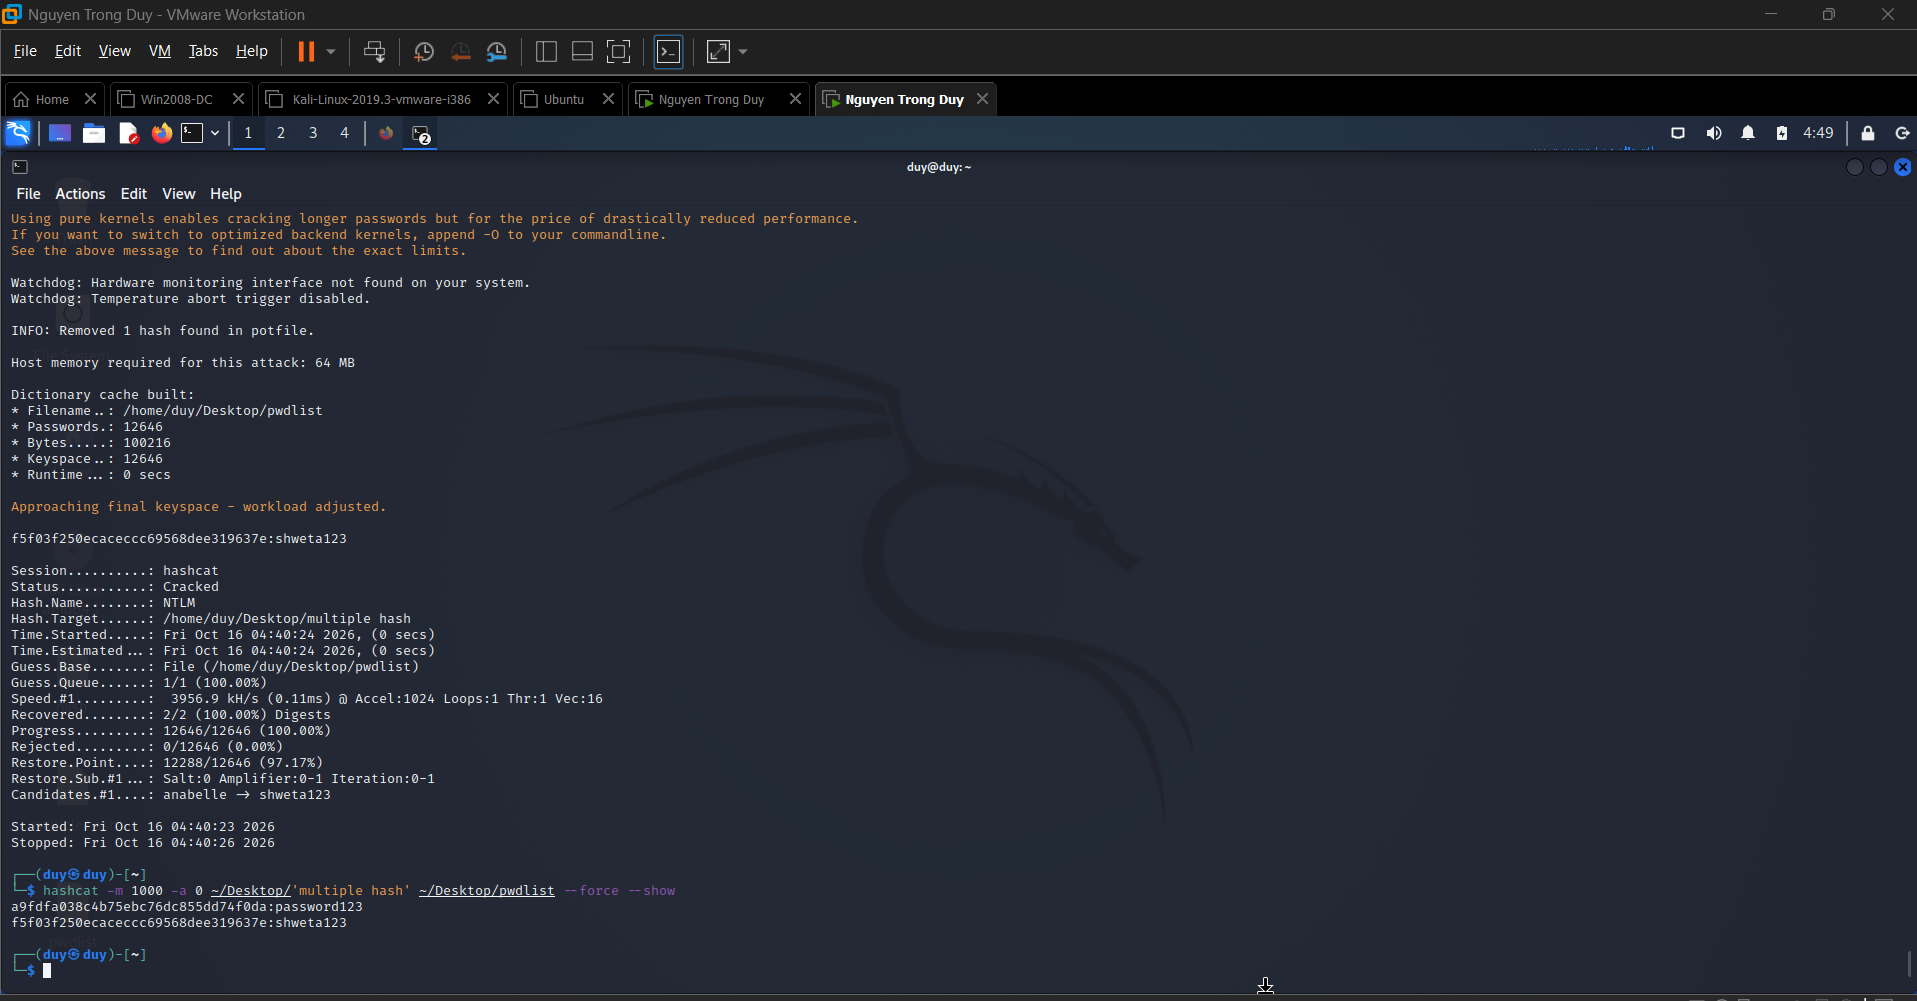 Nguyen Trong Duy - VMware Workstation
File Edit View VM Tabs Help
Home Win2008-DC Kali-Linux-2019.3-vmware-i386 Ubuntu Nguyen Trong Duy Nguyen Trong Duy
1 2 3 4 2 4:49
duy@duy: ~
File Actions Edit View Help
Using pure kernels enables cracking longer passwords but for the price of drastically reduced performance.
If you want to switch to optimized backend kernels, append -O to your commandline.
See the above message to find out about the exact limits.
Watchdog: Hardware monitoring interface not found on your system.
Watchdog: Temperature abort trigger disabled.
INFO: Removed 1 hash found in potfile.
Host memory required for this attack: 64 MB
Dictionary cache built:
* Filename..: /home/duy/Desktop/pwdlist
* Passwords.: 12646
* Bytes.....: 100216
* Keyspace..: 12646
* Runtime...: 0 secs
Approaching final keyspace - workload adjusted.
f5f03f250ecaceccc69568dee319637e:shweta123
Session..........: hashcat
Status...........: Cracked
Hash.Name........: NTLM
Hash.Target......: /home/duy/Desktop/multiple hash
Time.Started.....: Fri Oct 16 04:40:24 2026, (0 secs)
Time.Estimated...: Fri Oct 16 04:40:24 2026, (0 secs)
Guess.Base.......: File (/home/duy/Desktop/pwdlist)
Guess.Queue......: 1/1 (100.00%)
Speed.#1.........:  3956.9 kH/s (0.11ms) @ Accel:1024 Loops:1 Thr:1 Vec:16
Recovered........: 2/2 (100.00%) Digests
Progress.........: 12646/12646 (100.00%)
Rejected.........: 0/12646 (0.00%)
Restore.Point....: 12288/12646 (97.17%)
Restore.Sub.#1...: Salt:0 Amplifier:0-1 Iteration:0-1
Candidates.#1....: anabelle → shweta123
Started: Fri Oct 16 04:40:23 2026
Stopped: Fri Oct 16 04:40:26 2026
┌──(duy㉿duy)-[~]
└─$ hashcat -m 1000 -a 0 ~/Desktop/'multiple hash' ~/Desktop/pwdlist --force --show
a9fdfa038c4b75ebc76dc855dd74f0da:password123
f5f03f250ecaceccc69568dee319637e:shweta123
┌──(duy㉿duy)-[~]
└─$